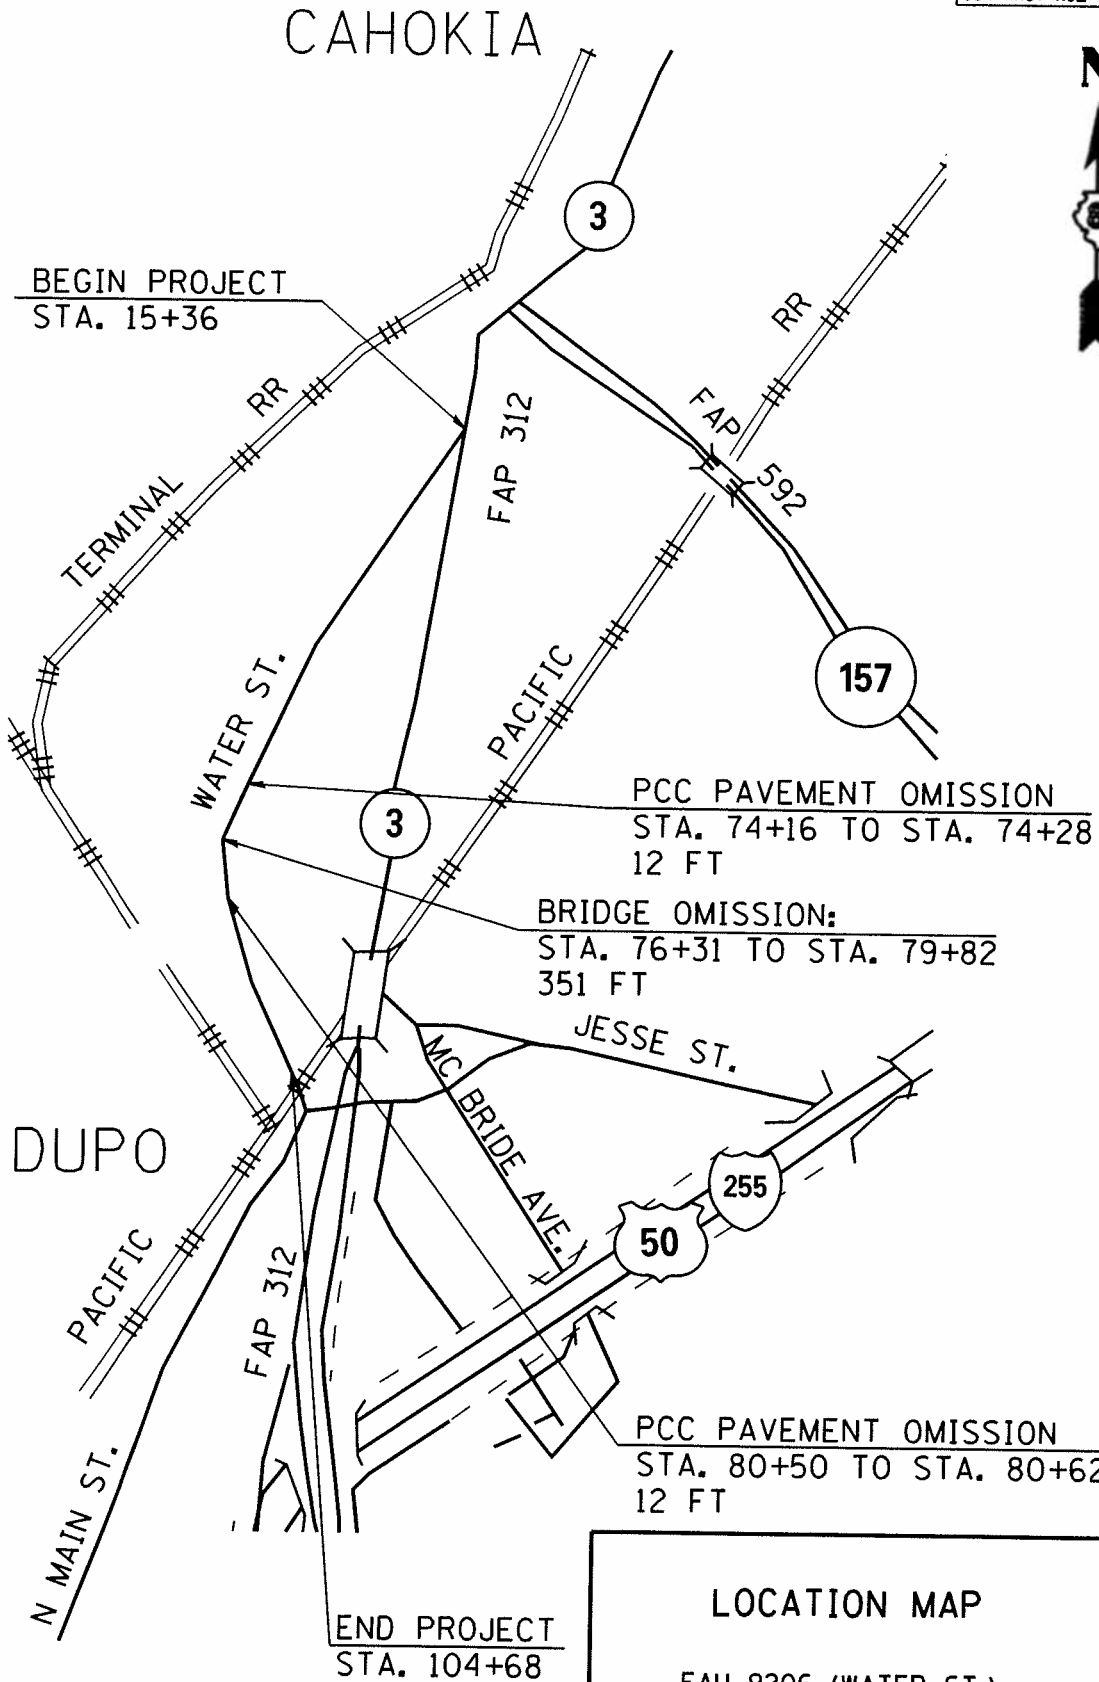 CAHOKIA
N
3
BEGIN PROJECT
STA. 15+36
RR
RR
FAP 312
FAP 592
TERMINAL
157
WATER ST.
PACIFIC
PCC PAVEMENT OMISSION
STA. 74+16 TO STA. 74+28
12 FT
3
BRIDGE OMISSION:
STA. 76+31 TO STA. 79+82
351 FT
JESSE ST.
MC BRIDE AVE.
DUPO
255
50
PACIFIC
FAP 312
PCC PAVEMENT OMISSION
STA. 80+50 TO STA. 80+62
12 FT
N MAIN ST.
LOCATION MAP
END PROJECT
STA. 104+68
(WATER ST.)